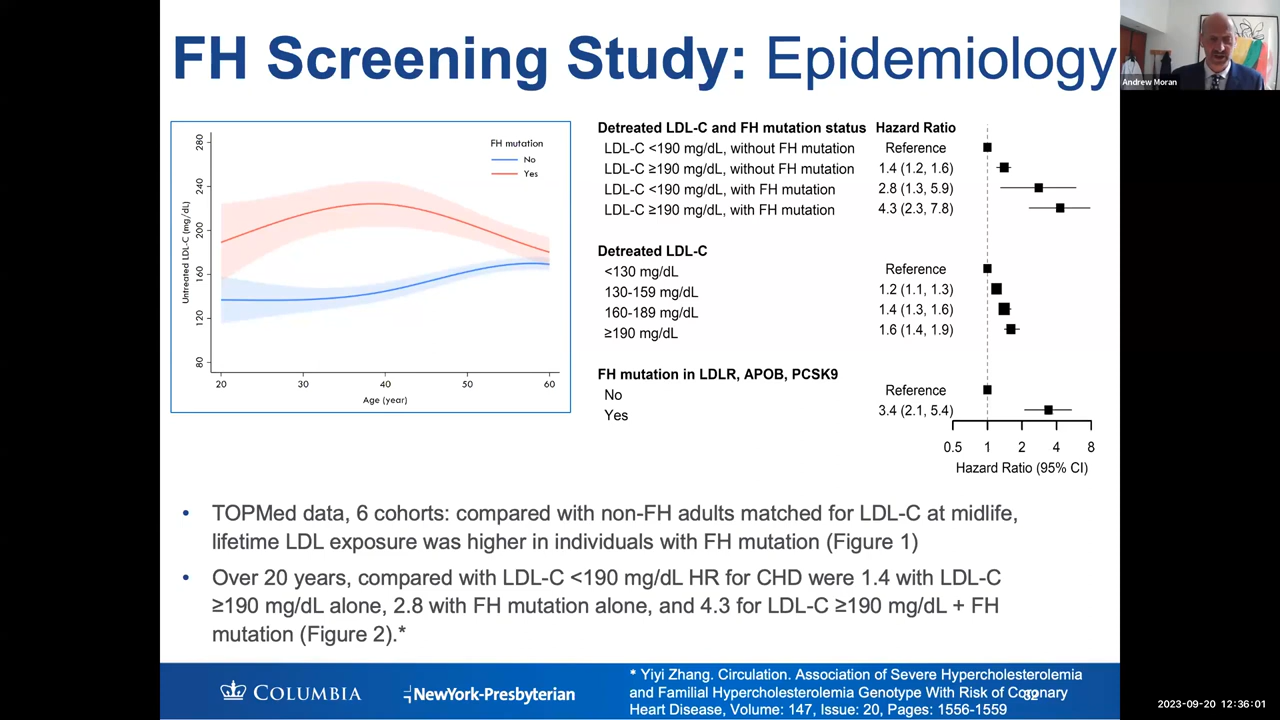 FH Screening Study: Epidemiology
Andrew Moran
FH mutation
No
Yes
Untreated LDL-C (mg/dL)
280
240
200
160
120
80
20 30 40 50 60
Age (year)
Detreated LDL-C and FH mutation status Hazard Ratio
LDL-C <190 mg/dL, without FH mutation Reference
LDL-C ≥190 mg/dL, without FH mutation 1.4 (1.2, 1.6)
LDL-C <190 mg/dL, with FH mutation 2.8 (1.3, 5.9)
LDL-C ≥190 mg/dL, with FH mutation 4.3 (2.3, 7.8)
Detreated LDL-C
<130 mg/dL Reference
130-159 mg/dL 1.2 (1.1, 1.3)
160-189 mg/dL 1.4 (1.3, 1.6)
≥190 mg/dL 1.6 (1.4, 1.9)
FH mutation in LDLR, APOB, PCSK9
No Reference
Yes 3.4 (2.1, 5.4)
0.5 1 2 4 8
Hazard Ratio (95% CI)
• TOPMed data, 6 cohorts: compared with non-FH adults matched for LDL-C at midlife,
lifetime LDL exposure was higher in individuals with FH mutation (Figure 1)
• Over 20 years, compared with LDL-C <190 mg/dL HR for CHD were 1.4 with LDL-C
≥190 mg/dL alone, 2.8 with FH mutation alone, and 4.3 for LDL-C ≥190 mg/dL + FH
mutation (Figure 2).*
COLUMBIA
NewYork-Presbyterian
* Yiyi Zhang. Circulation. Association of Severe Hypercholesterolemia
and Familial Hypercholesterolemia Genotype With Risk of Coronary
Heart Disease, Volume: 147, Issue: 20, Pages: 1556-1559
2023-09-20 12:36:01